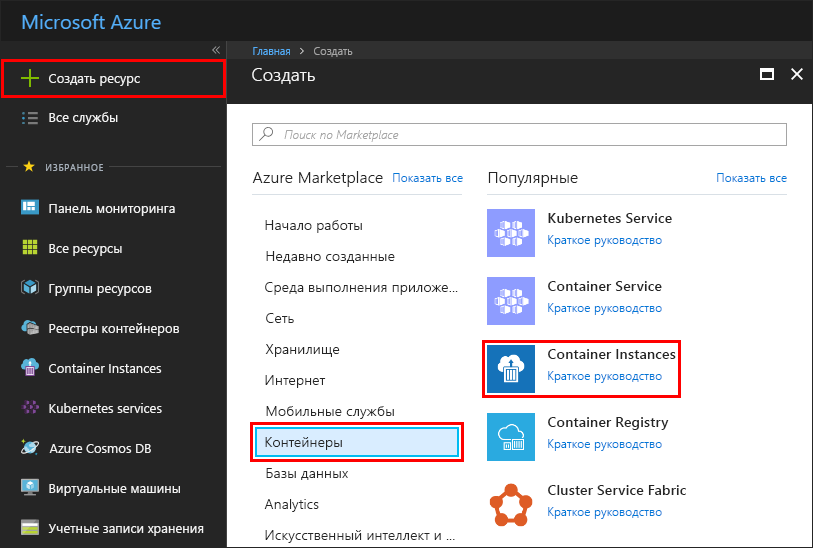 Microsoft Azure
«
Создать ресурс
Все службы
ИЗБРАННОЕ
Панель мониторинга
Все ресурсы
Группы ресурсов
Реестры контейнеров
Container Instances
Kubernetes services
Azure Cosmos DB
Виртуальные машины
Учетные записи хранения
Главная > Создать
Создать
Поиск по Marketplace
Azure Marketplace Показать все
Начало работы
Недавно созданные
Среда выполнения приложе...
Сеть
Хранилище
Интернет
Мобильные службы
Контейнеры
Базы данных
Analytics
Искусственный интеллект и ...
Популярные Показать все
Kubernetes Service
Краткое руководство
Container Service
Краткое руководство
Container Instances
Краткое руководство
Container Registry
Краткое руководство
Cluster Service Fabric
Краткое руководство